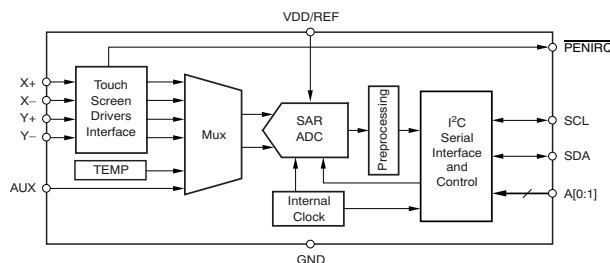 VDD/REF
PENIRQ
X+
X–
Y+
Y–
AUX
Touch
Screen
Drivers
Interface
TEMP
Mux
SAR
ADC
Preprocessing
Internal
Clock
I²C
Serial
Interface
and
Control
SCL
SDA
A[0:1]
GND